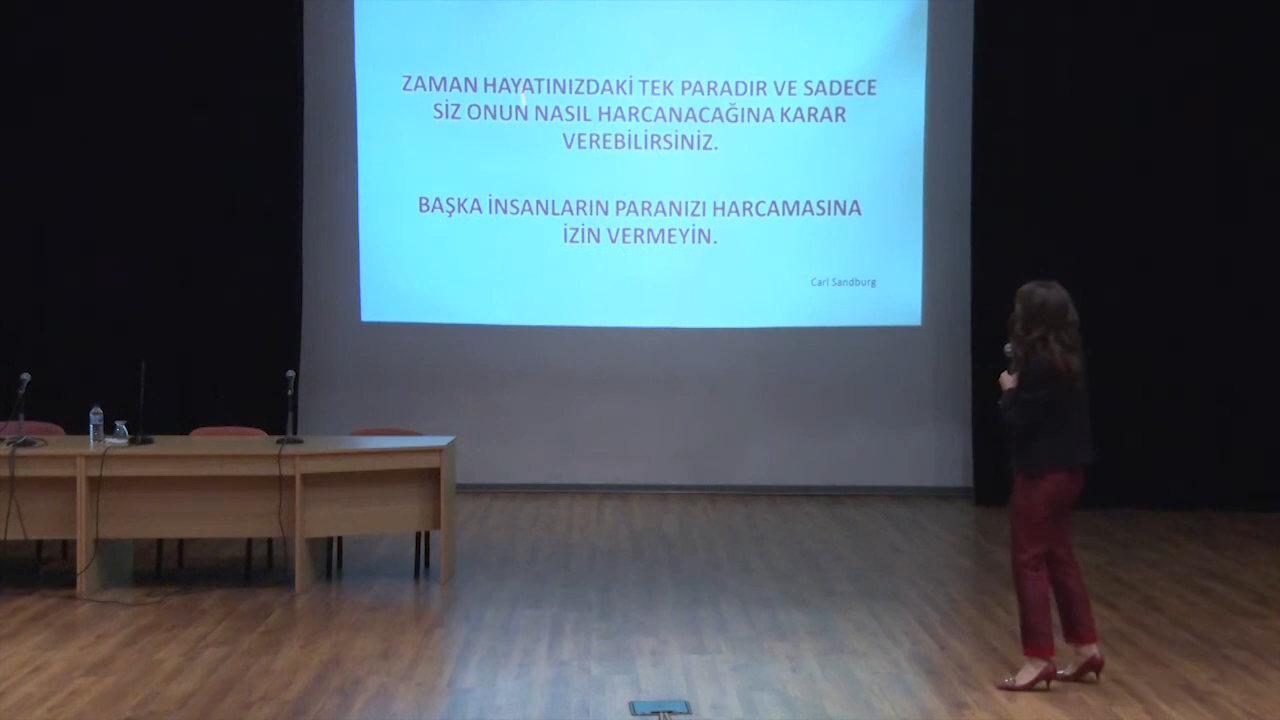 ZAMAN HAYATINIZDAKİ TEK PARADIR VE SADECE
SİZ ONUN NASIL HARCANACAĞINA KARAR
VEREBİLİRSİNİZ.
BAŞKA İNSANLARIN PARANIZI HARCAMASINA
İZİN VERMEYİN.
Carl Sandburg